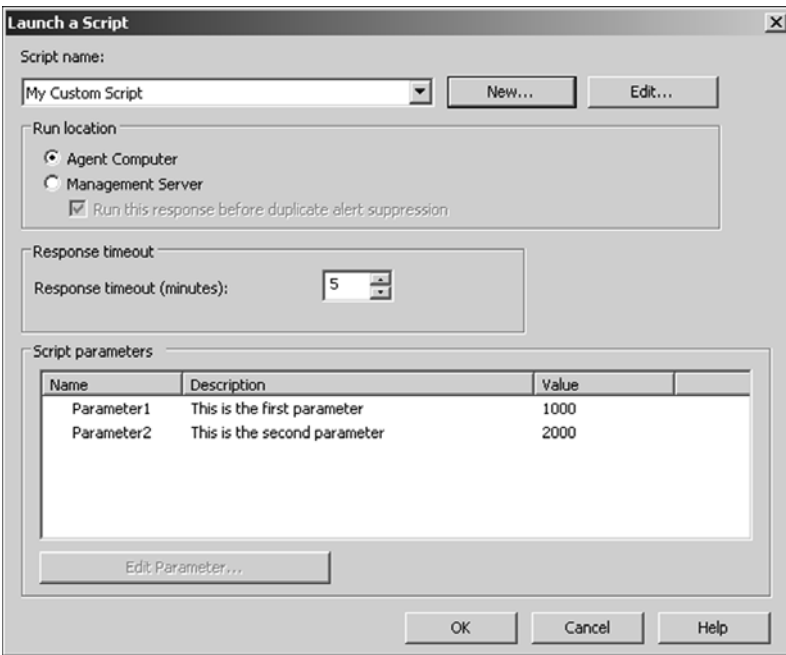 Launch a Script
Script name:
My Custom Script New... Edit...
Run location
Agent Computer
Management Server
Run this response before duplicate alert suppression
Response timeout
Response timeout (minutes): 5
Script parameters
Name Description Value
Parameter1 This is the first parameter 1000
Parameter2 This is the second parameter 2000
Edit Parameter...
OK Cancel Help